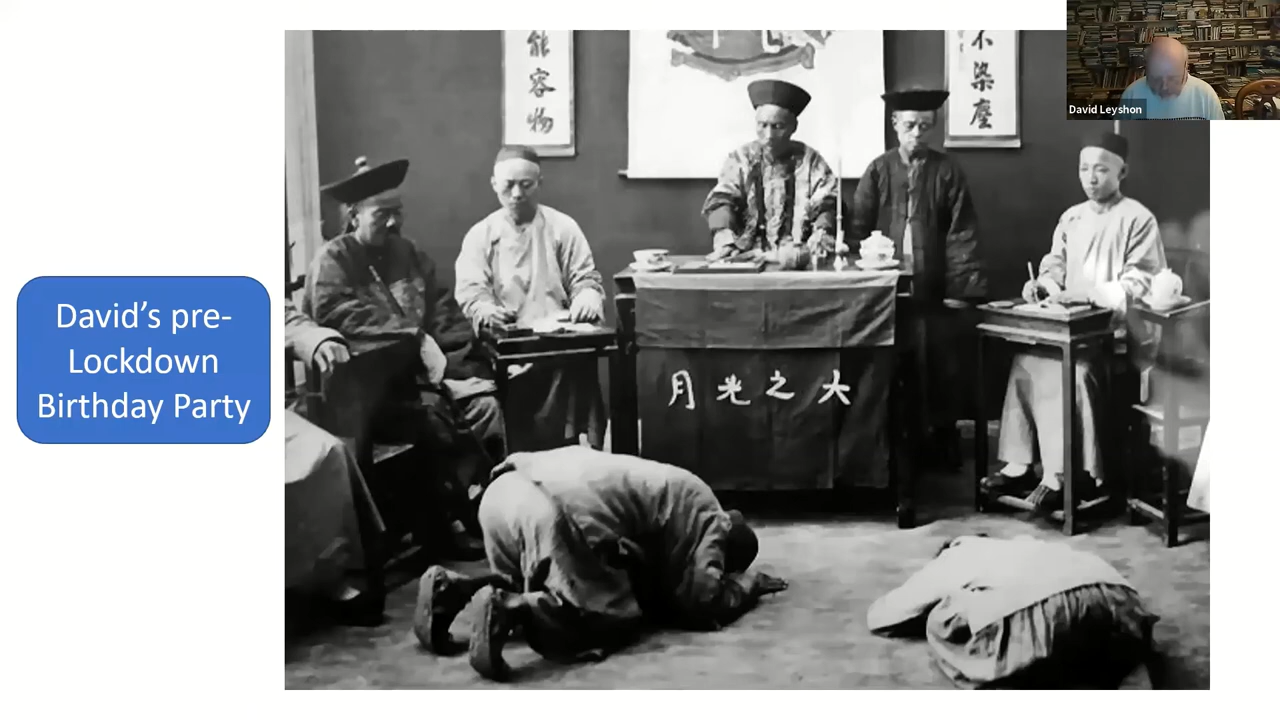 David Leyshon
David's pre-
Lockdown
Birthday Party
能容物
不染塵
月光之大